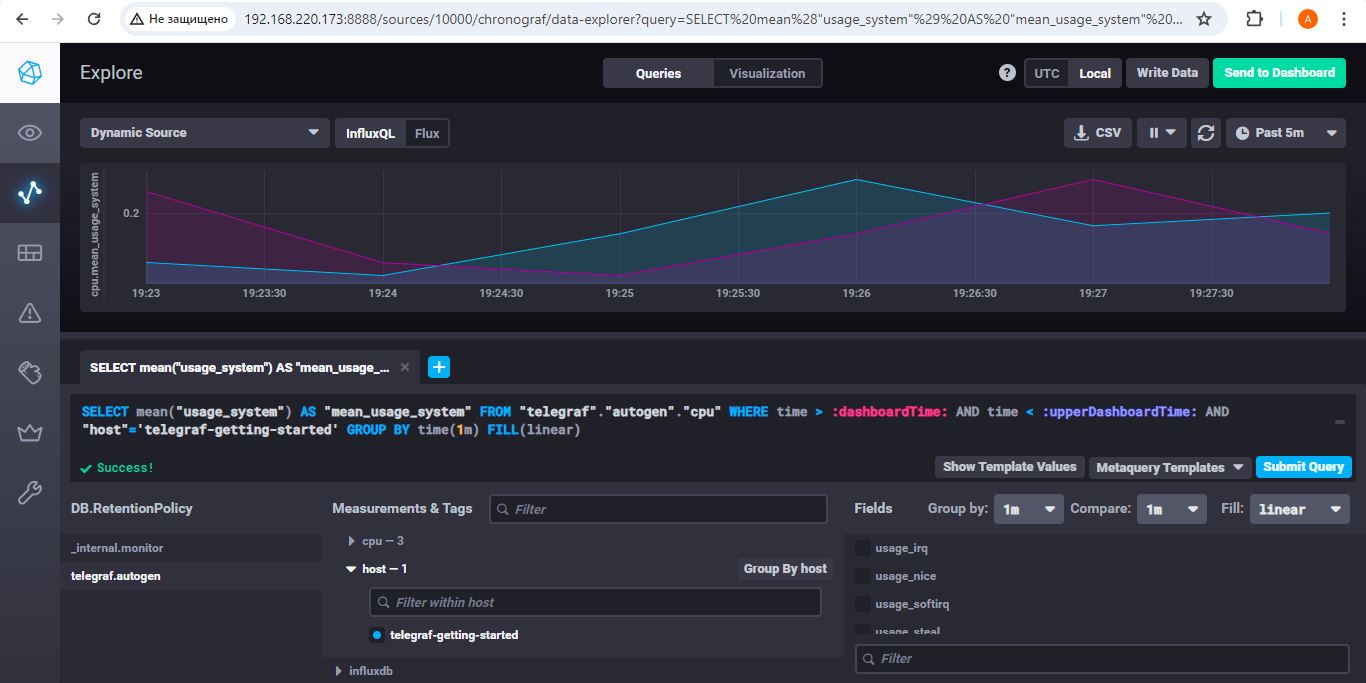 Не защищено
192.168.220.173:8888/sources/10000/chronograf/data-explorer?query=SELECT%20mean%28"usage_system"%29%20AS%20"mean_usage_system"%20...
A
Explore
Queries
Visualization
?
UTC
Local
Write Data
Send to Dashboard
Dynamic Source
InfluxQL
Flux
CSV
Past 5m
cpu.mean_usage_system
0.2
19:23
19:23:30
19:24
19:24:30
19:25
19:25:30
19:26
19:26:30
19:27
19:27:30
SELECT mean("usage_system") AS "mean_usage_...
SELECT mean("usage_system") AS "mean_usage_system" FROM "telegraf"."autogen"."cpu" WHERE time > :dashboardTime: AND time < :upperDashboardTime: AND
"host"='telegraf-getting-started' GROUP BY time(1m) FILL(linear)
Success!
Show Template Values
Metaquery Templates
Submit Query
DB.RetentionPolicy
Measurements & Tags
Filter
Fields
Group by:
1m
Compare:
1m
Fill:
linear
_internal.monitor
telegraf.autogen
cpu — 3
host — 1
Group By host
Filter within host
telegraf-getting-started
influxdb
usage_irq
usage_nice
usage_softirq
usage_steal
Filter